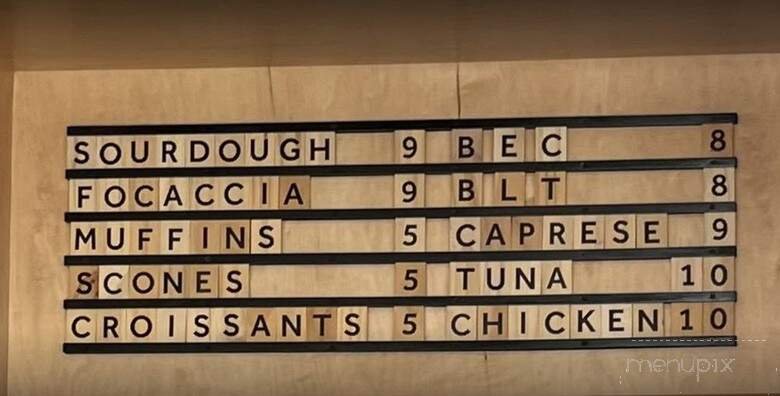 SOURDOUGH 9 BEC 8
FOCACCIA 9 BLT 8
MUFFINS 5 CAPRESE 9
SCONES 5 TUNA 10
CROISSANTS 5 CHICKEN 10
menupix